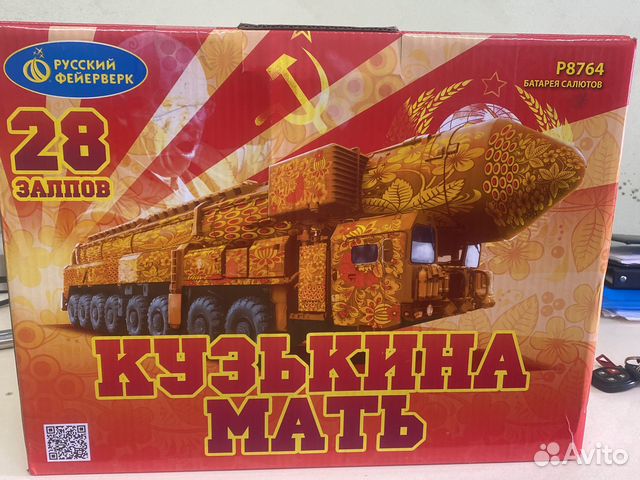 РУССКИЙ
ФЕЙЕРВЕРК
P8764
БАТАРЕЯ САЛЮТОВ
28
ЗАЛПОВ
КУЗЬКИНА
МАТЬ
Avito